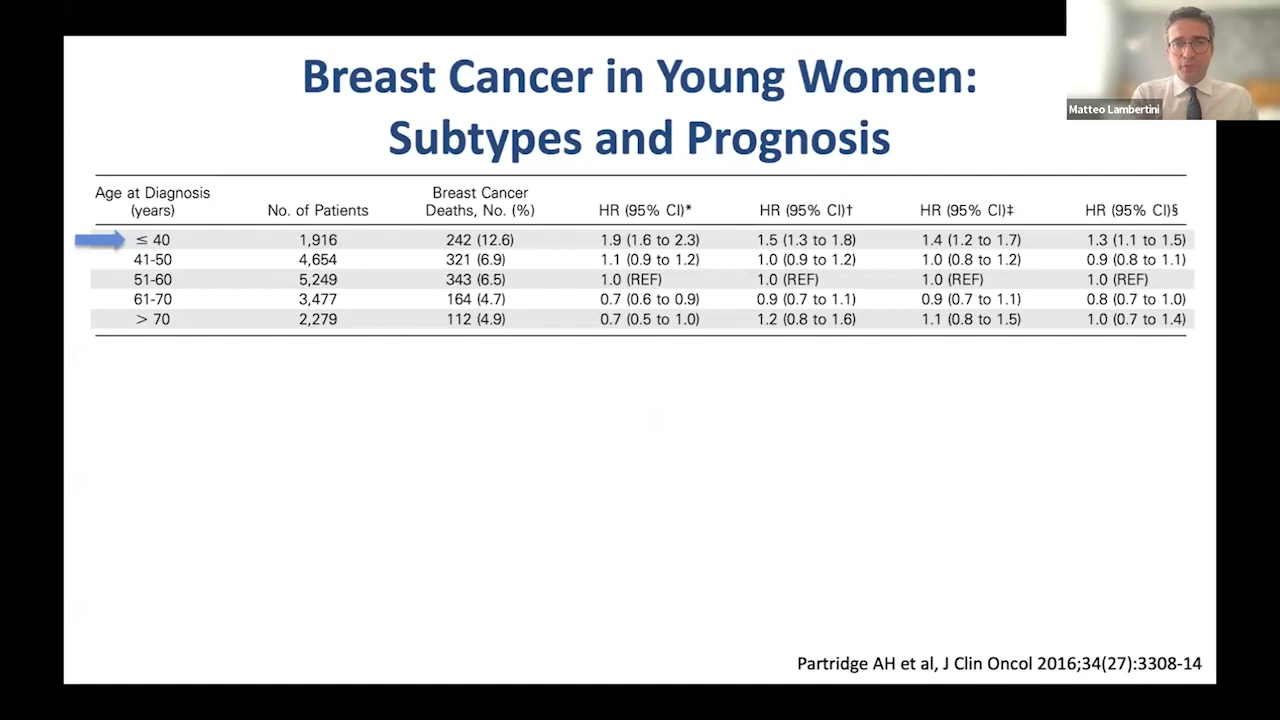 Breast Cancer in Young Women:
Subtypes and Prognosis
Matteo Lambertini
Age at Diagnosis (years) No. of Patients Breast Cancer Deaths, No. (%) HR (95% CI)* HR (95% CI)† HR (95% CI)‡ HR (95% CI)§
≤ 40 1,916 242 (12.6) 1.9 (1.6 to 2.3) 1.5 (1.3 to 1.8) 1.4 (1.2 to 1.7) 1.3 (1.1 to 1.5)
41-50 4,654 321 (6.9) 1.1 (0.9 to 1.2) 1.0 (0.9 to 1.2) 1.0 (0.8 to 1.2) 0.9 (0.8 to 1.1)
51-60 5,249 343 (6.5) 1.0 (REF) 1.0 (REF) 1.0 (REF) 1.0 (REF)
61-70 3,477 164 (4.7) 0.7 (0.6 to 0.9) 0.9 (0.7 to 1.1) 0.9 (0.7 to 1.1) 0.8 (0.7 to 1.0)
> 70 2,279 112 (4.9) 0.7 (0.5 to 1.0) 1.2 (0.8 to 1.6) 1.1 (0.8 to 1.5) 1.0 (0.7 to 1.4)
Partridge AH et al, J Clin Oncol 2016;34(27):3308-14